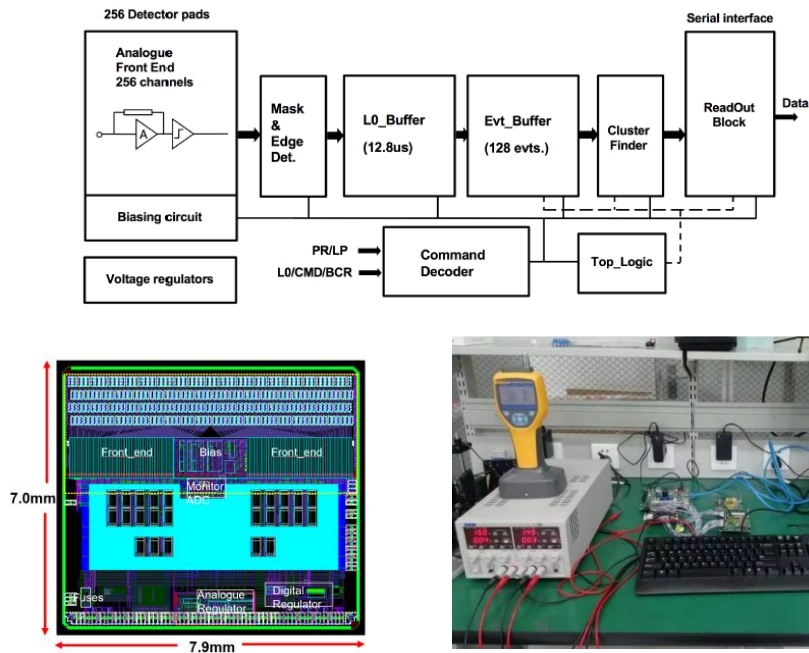 256 Detector pads
Serial interface
Analogue
Front End
256 channels
A
Biasing circuit
Voltage regulators
Mask
&
Edge
Det.
L0_Buffer
(12.8us)
Evt_Buffer
(128 evts.)
Cluster
Finder
ReadOut
Block
Data
PR/LP
L0/CMD/BCR
Command
Decoder
Top_Logic
7.0mm
Front_end
Bias
Front_end
Monitor
ADC
Fuses
Analogue
Regulator
Digital
Regulator
7.9mm